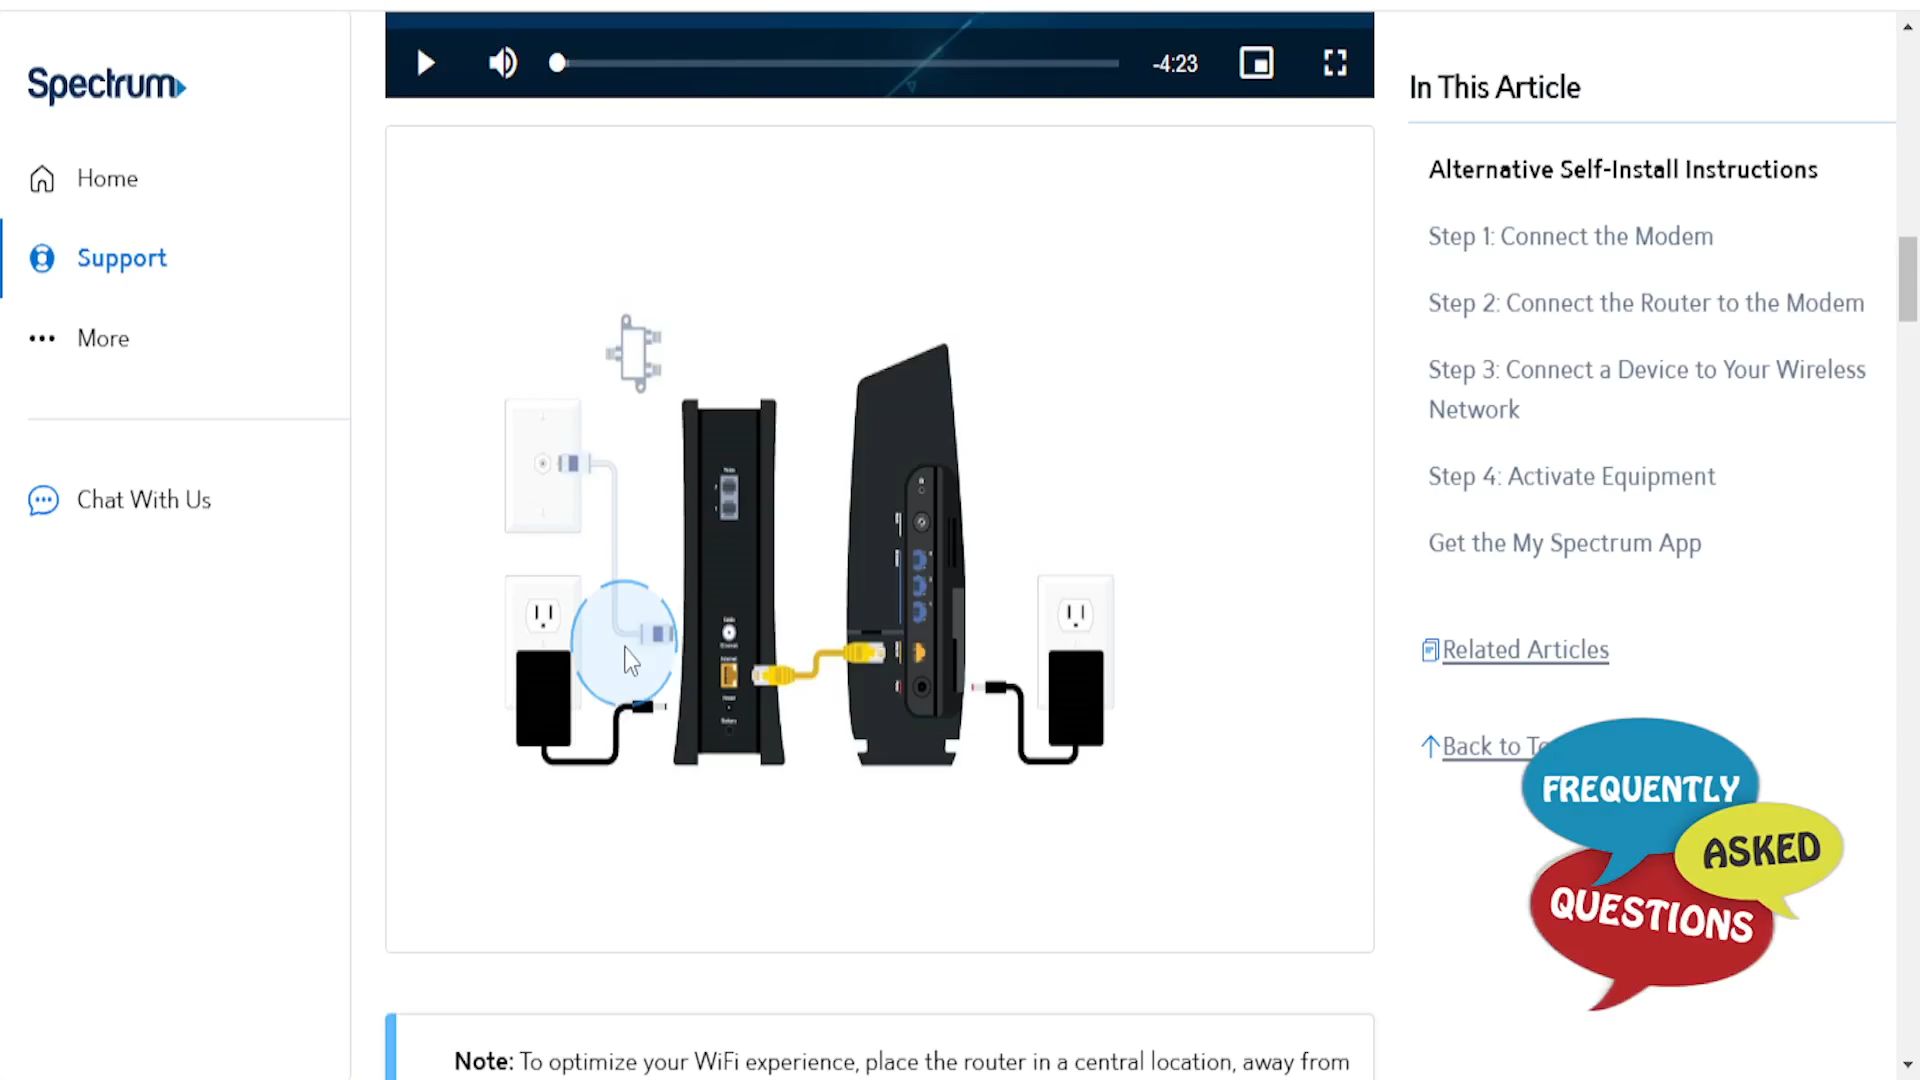 Spectrum
Home
Support
More
Chat With Us
-4:23
In This Article
Alternative Self-Install Instructions
Step 1: Connect the Modem
Step 2: Connect the Router to the Modem
Step 3: Connect a Device to Your Wireless
Network
Step 4: Activate Equipment
Get the My Spectrum App
Related Articles
Back to
FREQUENTLY
ASKED
QUESTIONS
Note: To optimize your WiFi experience, place the router in a central location, away from